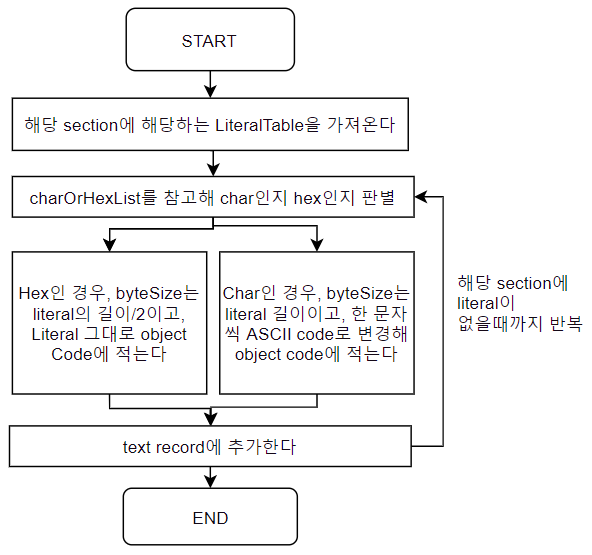 START
해당 section에 해당하는 LiteralTable을 가져온다
charOrHexList를 참고해 char인지 hex인지 판별
Hex인 경우, byteSize는
literal의 길이/2이고,
Literal 그대로 object
Code에 적는다
Char인 경우, byteSize는
literal 길이이고, 한 문자
씩 ASCII code로 변경해
object code에 적는다
해당 section에
literal이
없을때까지 반복
text record에 추가한다
END